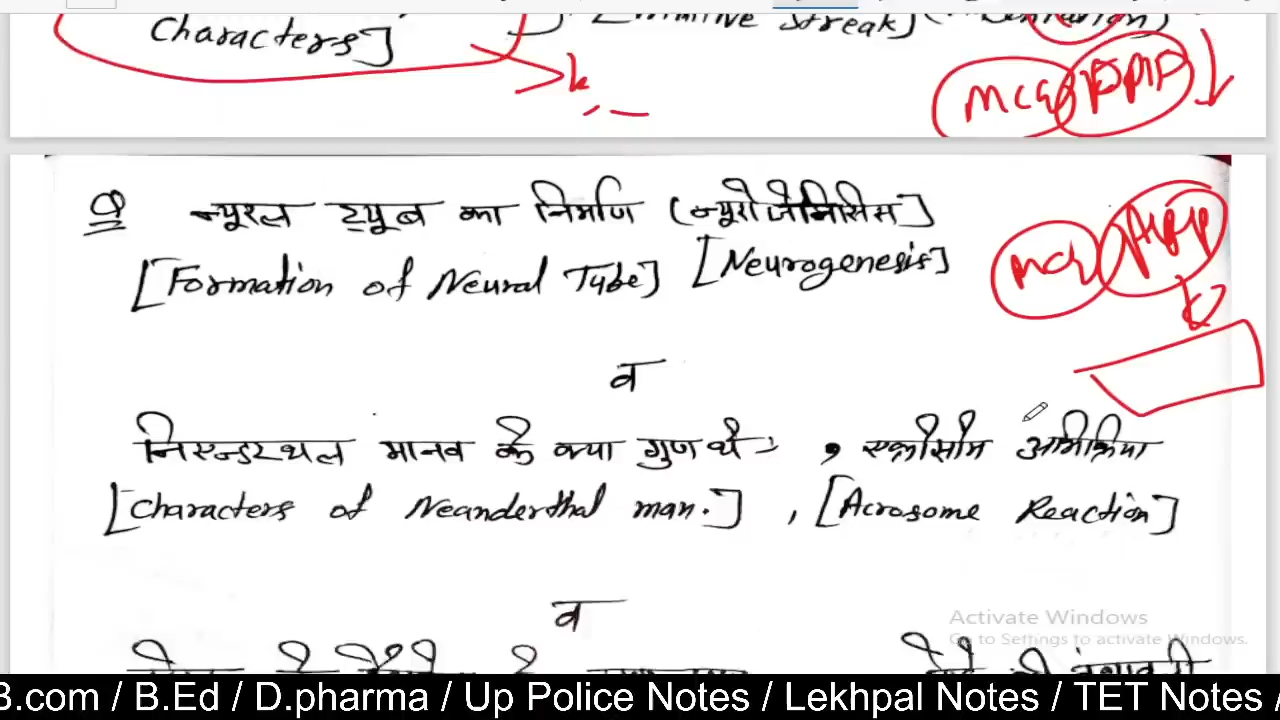 Characters]
Streak]
MCQ
Q न्यूरल ट्यूब का निर्माण (न्यूरोजेनिसिस]
[Formation of Neural Tube] [Neurogenesis]
MCQ
व
निएन्डरथल मानव के क्या गुण थे :- , एक्रोसोम अभिक्रिया
[Characters of Neanderthal man.] , [Acrosome Reaction]
व
Activate Windows
Go to Settings to activate Windows.
B.com / B.Ed / D.pharma / Up Police Notes / Lekhpal Notes / TET Notes /